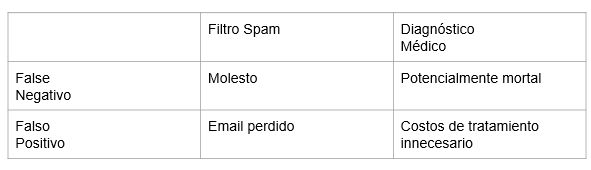 Filtro Spam
Diagnóstico
Médico
False
Negativo
Molesto
Potencialmente mortal
Falso
Positivo
Email perdido
Costos de tratamiento
innecesario